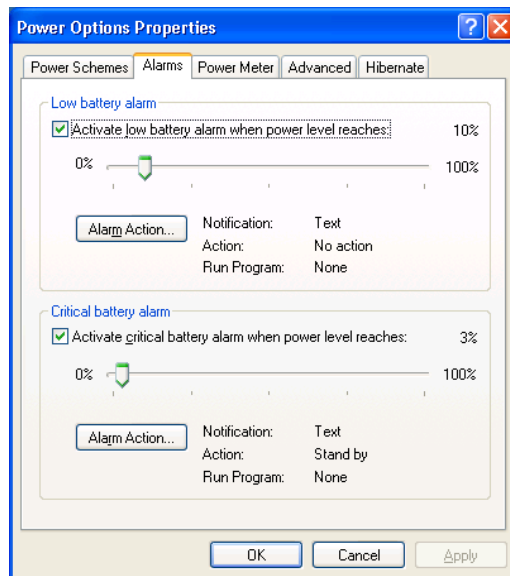 Power Options Properties
Power Schemes Alarms Power Meter Advanced Hibernate
Low battery alarm
Activate low battery alarm when power level reaches: 10%
0% 100%
Alarm Action... Notification: Text
Action: No action
Run Program: None
Critical battery alarm
Activate critical battery alarm when power level reaches: 3%
0% 100%
Alarm Action... Notification: Text
Action: Stand by
Run Program: None
OK Cancel Apply